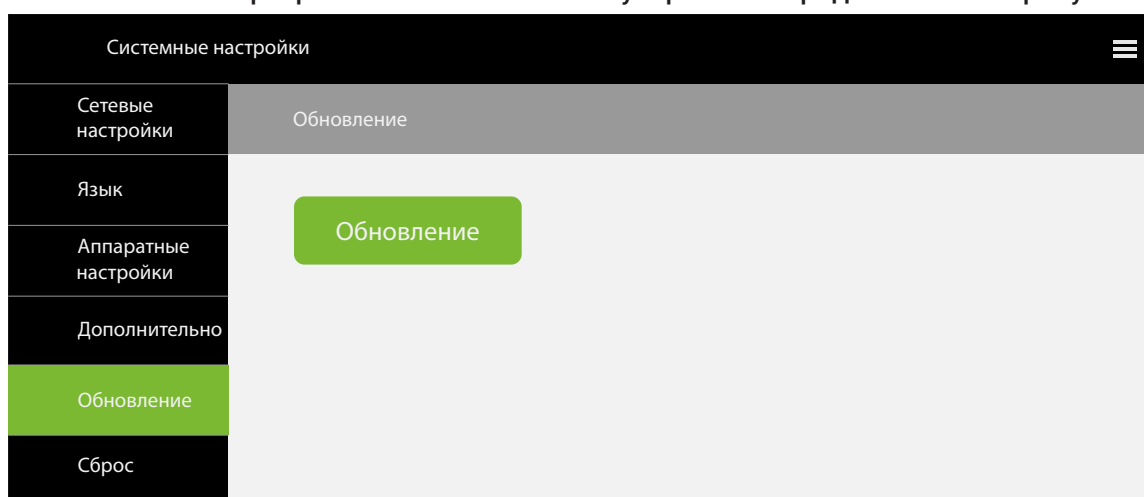 Системные настройки
Сетевые
настройки
Обновление
Язык
Обновление
Аппаратные
настройки
Дополнительно
Обновление
Сброс